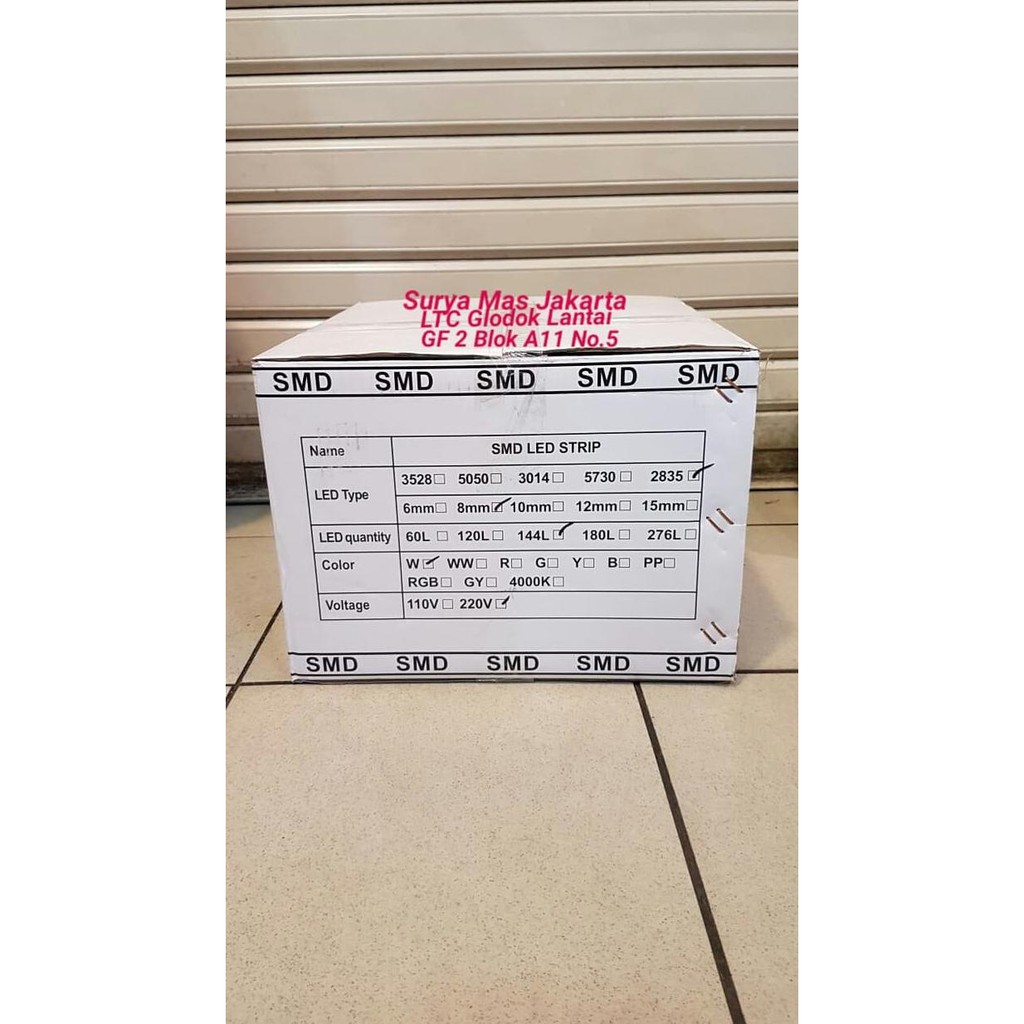 Surya Mas Jakarta
LTC Glodok Lantai
GF 2 Blok A11 No.5
SMD SMD SMD SMD SMD
Name SMD LED STRIP
LED Type 3528☐ 5050☐ 3014☐ 5730☐ 2835☑
6mm☐ 8mm☑ 10mm☐ 12mm☐ 15mm☐
LED quantity 60L ☐ 120L☐ 144L☑ 180L☐ 276L☐
Color W☑ WW☐ R☐ G☐ Y☐ B☐ PP☐
RGB☐ GY☐ 4000K☐
Voltage 110V☐ 220V☑
SMD SMD SMD SMD SMD